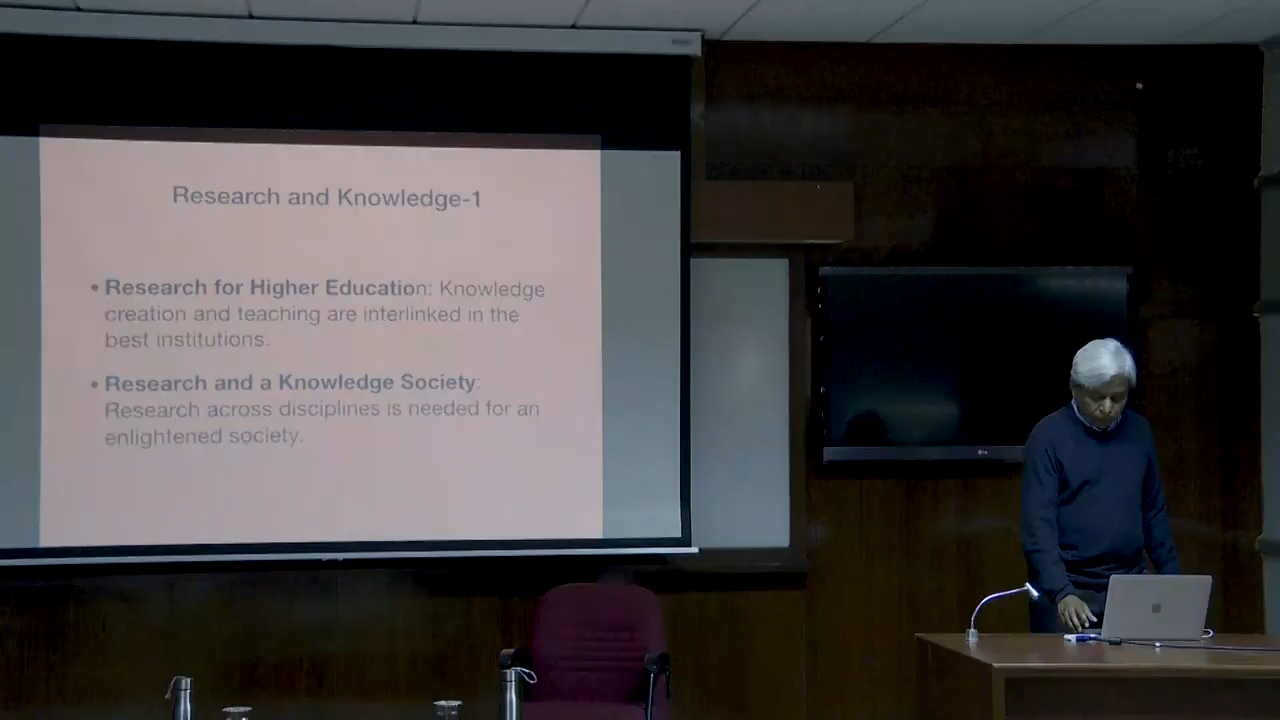 Research and Knowledge-1
• Research for Higher Education: Knowledge
creation and teaching are interlinked in the
best institutions.
• Research and a Knowledge Society:
Research across disciplines is needed for an
enlightened society.
LG